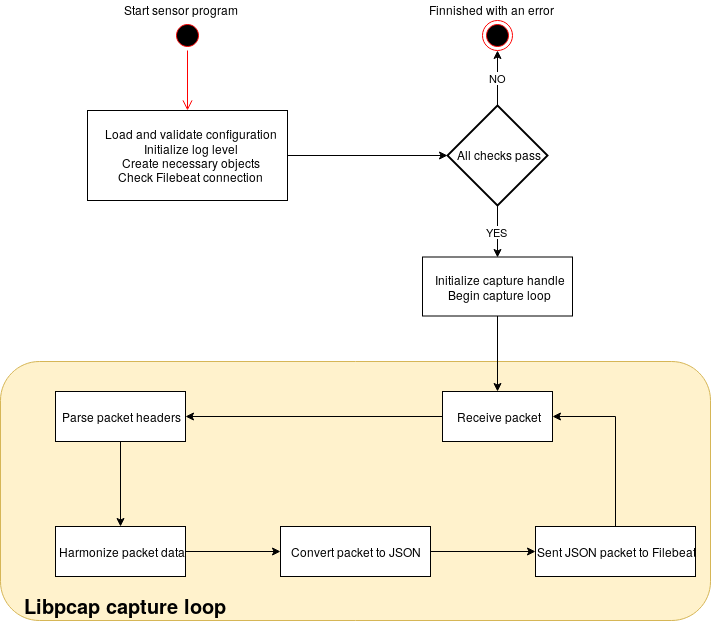 Start sensor program
Finnished with an error
NO
Load and validate configuration
Initialize log level
Create necessary objects
Check Filebeat connection
All checks pass
YES
Initialize capture handle
Begin capture loop
Parse packet headers
Receive packet
Harmonize packet data
Convert packet to JSON
Sent JSON packet to Filebeat
Libpcap capture loop